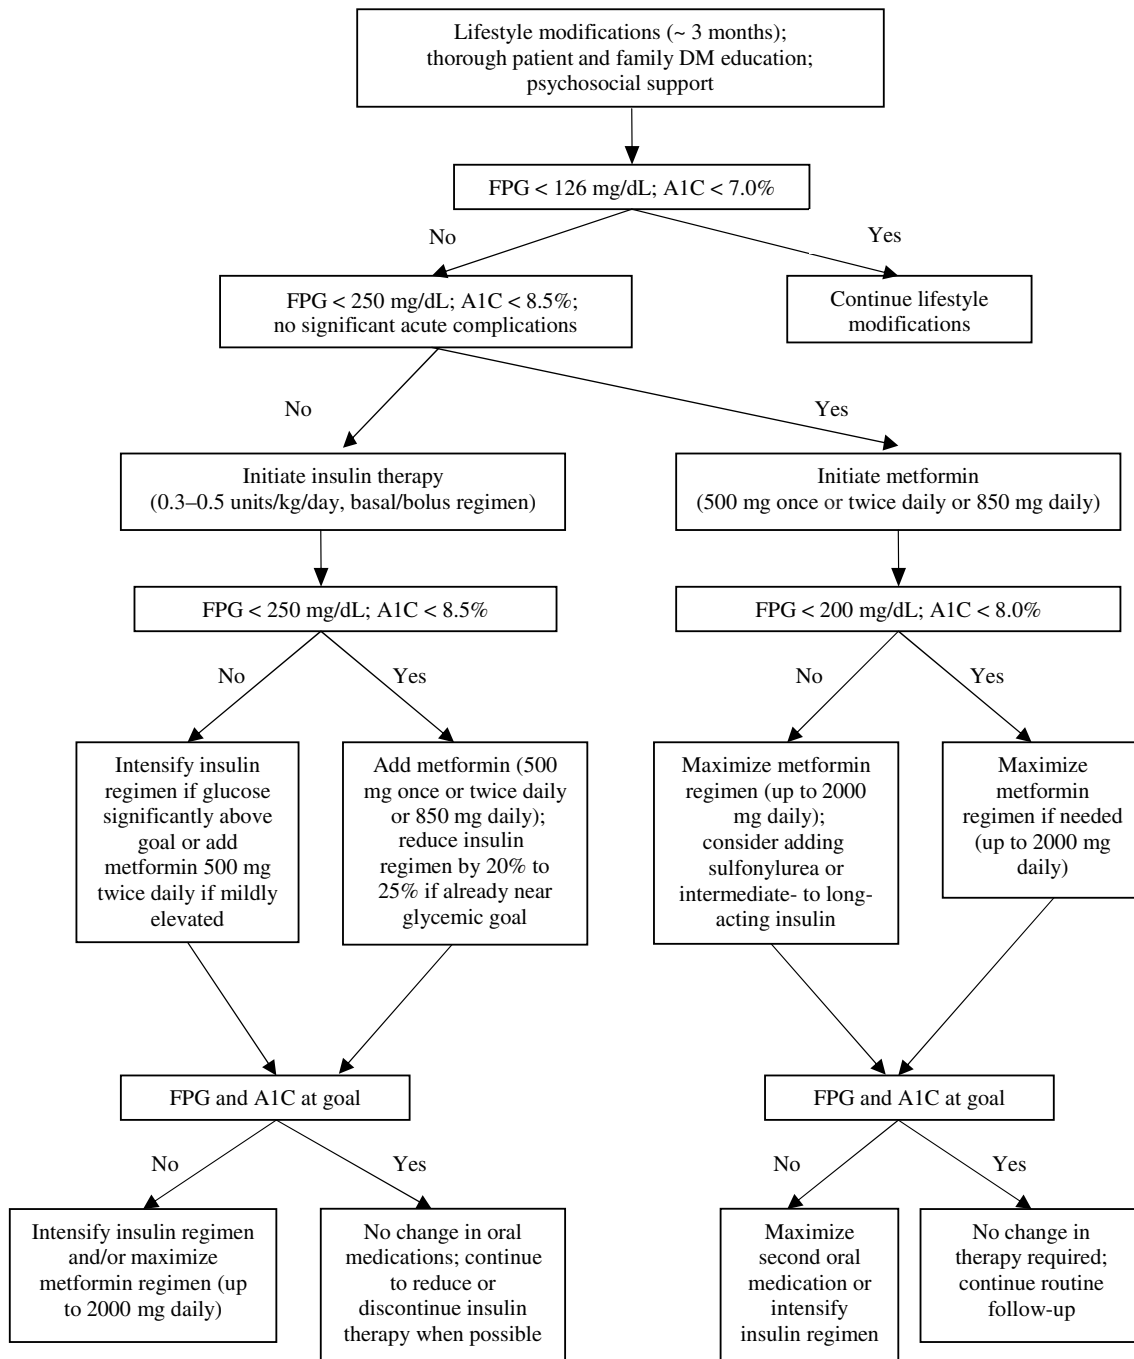 Lifestyle modifications (~ 3 months);
thorough patient and family DM education;
psychosocial support
FPG < 126 mg/dL; A1C < 7.0%
No
Yes
FPG < 250 mg/dL; A1C < 8.5%;
no significant acute complications
Continue lifestyle
modifications
No
Yes
Initiate insulin therapy
(0.3–0.5 units/kg/day, basal/bolus regimen)
Initiate metformin
(500 mg once or twice daily or 850 mg daily)
FPG < 250 mg/dL; A1C < 8.5%
FPG < 200 mg/dL; A1C < 8.0%
No
Yes
No
Yes
Intensify insulin
regimen if glucose
significantly above
goal or add
metformin 500 mg
twice daily if mildly
elevated
Add metformin (500
mg once or twice daily
or 850 mg daily);
reduce insulin
regimen by 20% to
25% if already near
glycemic goal
Maximize metformin
regimen (up to 2000
mg daily);
consider adding
sulfonylurea or
intermediate- to long-
acting insulin
Maximize
metformin
regimen if needed
(up to 2000 mg
daily)
FPG and A1C at goal
FPG and A1C at goal
No
Yes
No
Yes
Intensify insulin regimen
and/or maximize
metformin regimen (up
to 2000 mg daily)
No change in oral
medications; continue
to reduce or
discontinue insulin
therapy when possible
Maximize
second oral
medication or
intensify
insulin regimen
No change in
therapy required;
continue routine
follow-up